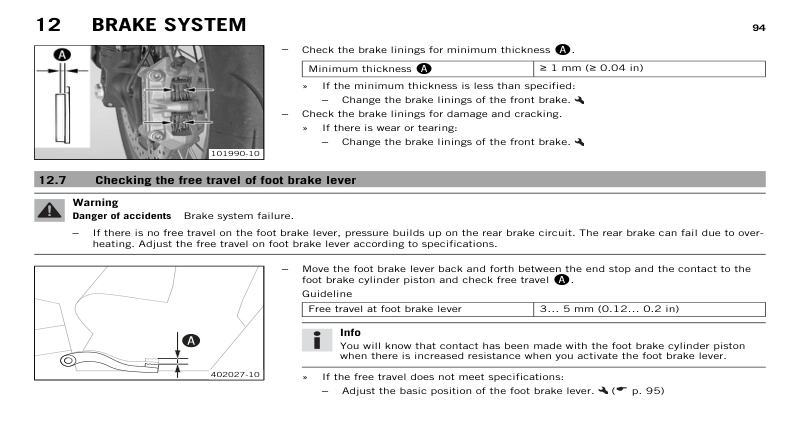 12 BRAKE SYSTEM 94
A
101990-10
– Check the brake linings for minimum thickness A.
Minimum thickness A ≥ 1 mm (≥ 0.04 in)
» If the minimum thickness is less than specified:
– Change the brake linings of the front brake.
– Check the brake linings for damage and cracking.
» If there is wear or tearing:
– Change the brake linings of the front brake.
12.7 Checking the free travel of foot brake lever
Warning
Danger of accidents Brake system failure.
– If there is no free travel on the foot brake lever, pressure builds up on the rear brake circuit. The rear brake can fail due to over-
heating. Adjust the free travel on foot brake lever according to specifications.
A
402027-10
– Move the foot brake lever back and forth between the end stop and the contact to the
foot brake cylinder piston and check free travel A.
Guideline
Free travel at foot brake lever 3… 5 mm (0.12… 0.2 in)
Info
You will know that contact has been made with the foot brake cylinder piston
when there is increased resistance when you activate the foot brake lever.
» If the free travel does not meet specifications:
– Adjust the basic position of the foot brake lever. (☛ p. 95)